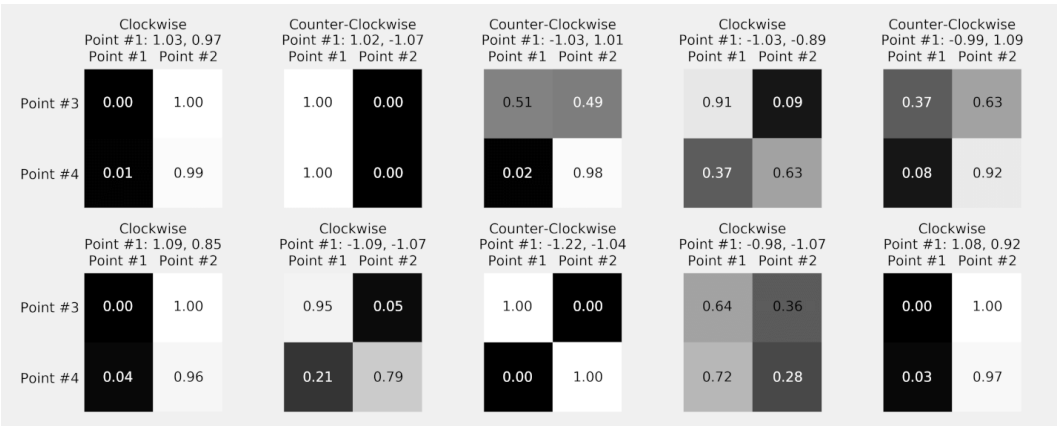 Clockwise Counter-Clockwise Counter-Clockwise Clockwise Counter-Clockwise
Point #1: 1.03, 0.97 Point #1: 1.02, -1.07 Point #1: -1.03, 1.01 Point #1: -1.03, -0.89 Point #1: -0.99, 1.09
Point #1 Point #2 Point #1 Point #2 Point #1 Point #2 Point #1 Point #2 Point #1 Point #2
Point #3 0.00 1.00 1.00 0.00 0.51 0.49 0.91 0.09 0.37 0.63
Point #4 0.01 0.99 1.00 0.00 0.02 0.98 0.37 0.63 0.08 0.92
Clockwise Clockwise Counter-Clockwise Clockwise Clockwise
Point #1: 1.09, 0.85 Point #1: -1.09, -1.07 Point #1: -1.22, -1.04 Point #1: -0.98, -1.07 Point #1: 1.08, 0.92
Point #1 Point #2 Point #1 Point #2 Point #1 Point #2 Point #1 Point #2 Point #1 Point #2
Point #3 0.00 1.00 0.95 0.05 1.00 0.00 0.64 0.36 0.00 1.00
Point #4 0.04 0.96 0.21 0.79 0.00 1.00 0.72 0.28 0.03 0.97